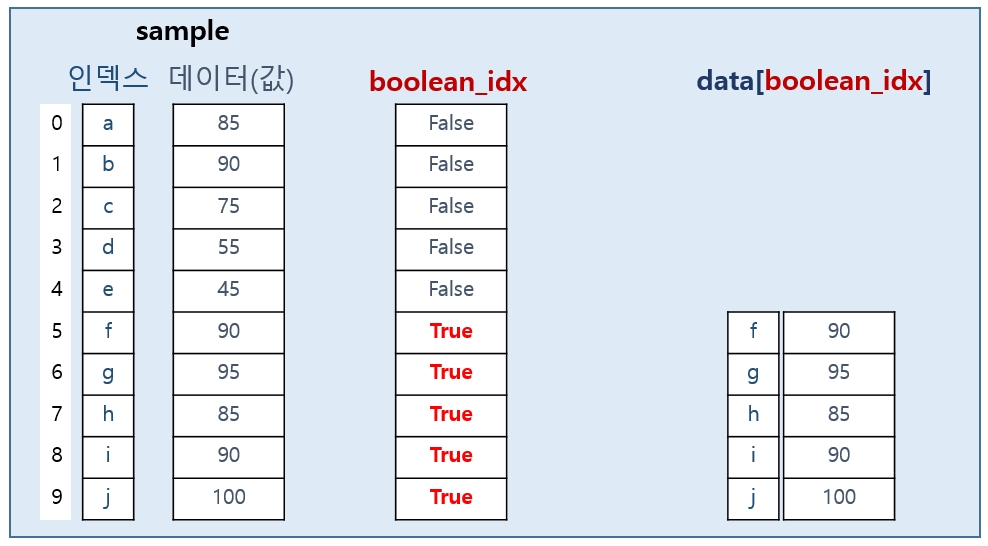 sample
인덱스 데이터(값) boolean_idx data[boolean_idx]
0 a 85 False
1 b 90 False
2 c 75 False
3 d 55 False
4 e 45 False
5 f 90 True f 90
6 g 95 True g 95
7 h 85 True h 85
8 i 90 True i 90
9 j 100 True j 100